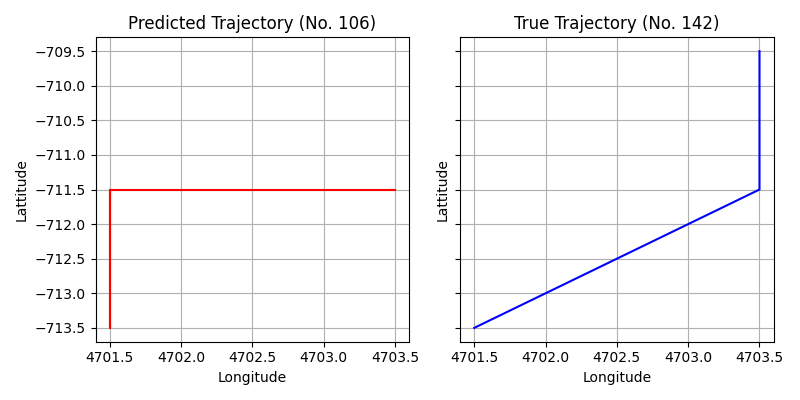 Predicted Trajectory (No. 106)
True Trajectory (No. 142)
Lattitude
−709.5
−710.0
−710.5
−711.0
−711.5
−712.0
−712.5
−713.0
−713.5
4701.5 4702.0 4702.5 4703.0 4703.5
Longitude
Lattitude
4701.5 4702.0 4702.5 4703.0 4703.5
Longitude